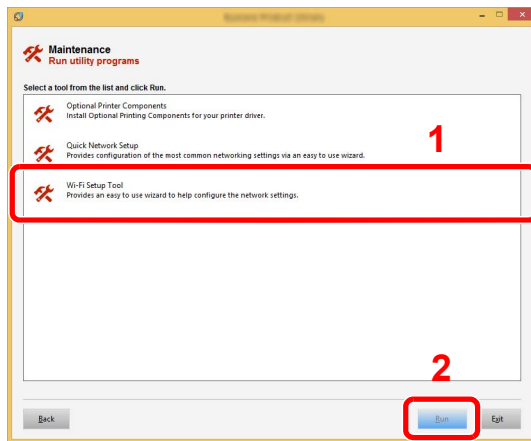 Maintenance
Run utility programs
Select a tool from the list and click Run.
Optional Printer Components
Install Optional Printing Components for your printer driver.
1
Quick Network Setup
Provides configuration of the most common networking settings via an easy to use wizard.
Wi-Fi Setup Tool
Provides an easy to use wizard to help configure the network settings.
2
Back
Run
Exit